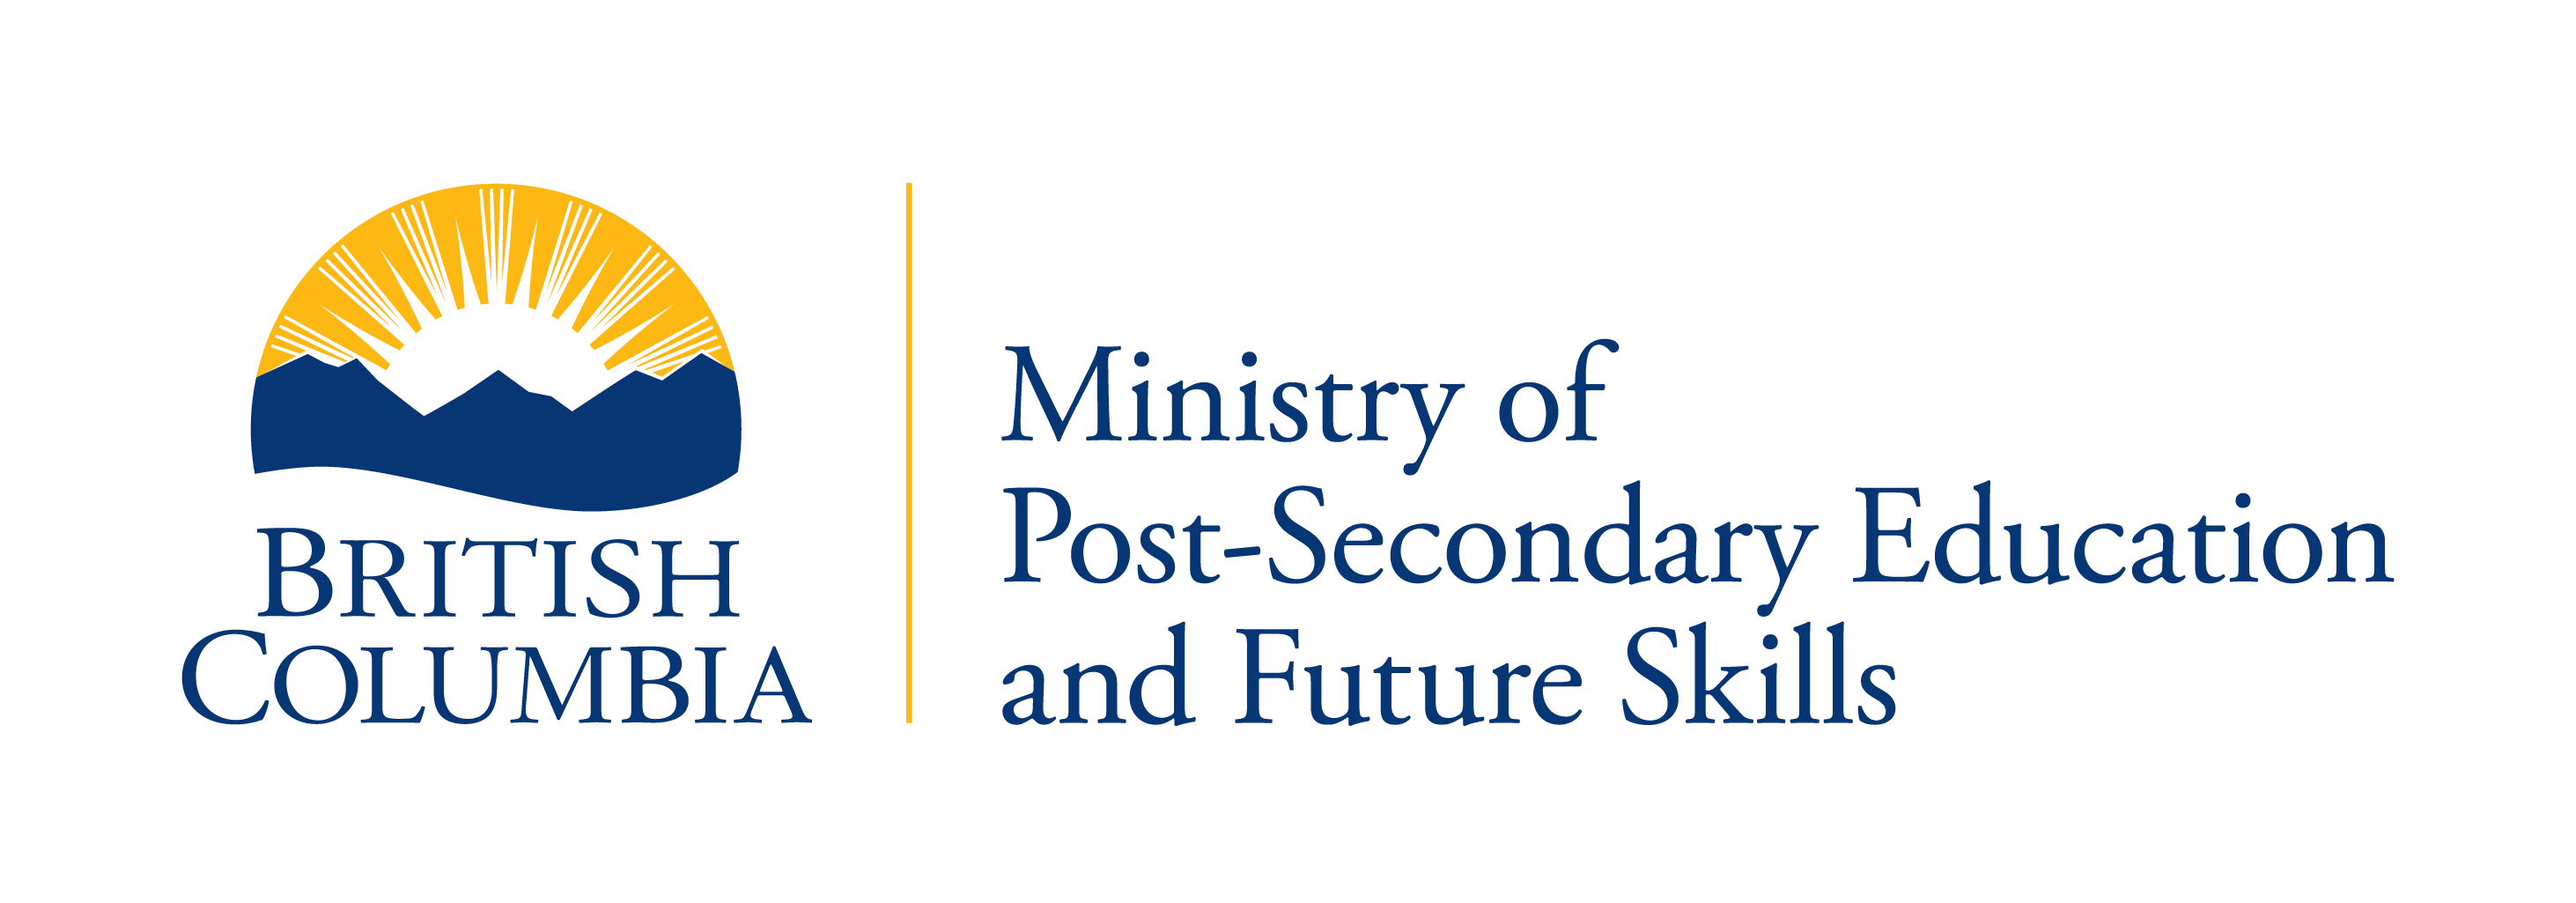 BRITISH
COLUMBIA
Ministry of
Post-Secondary Education
and Future Skills